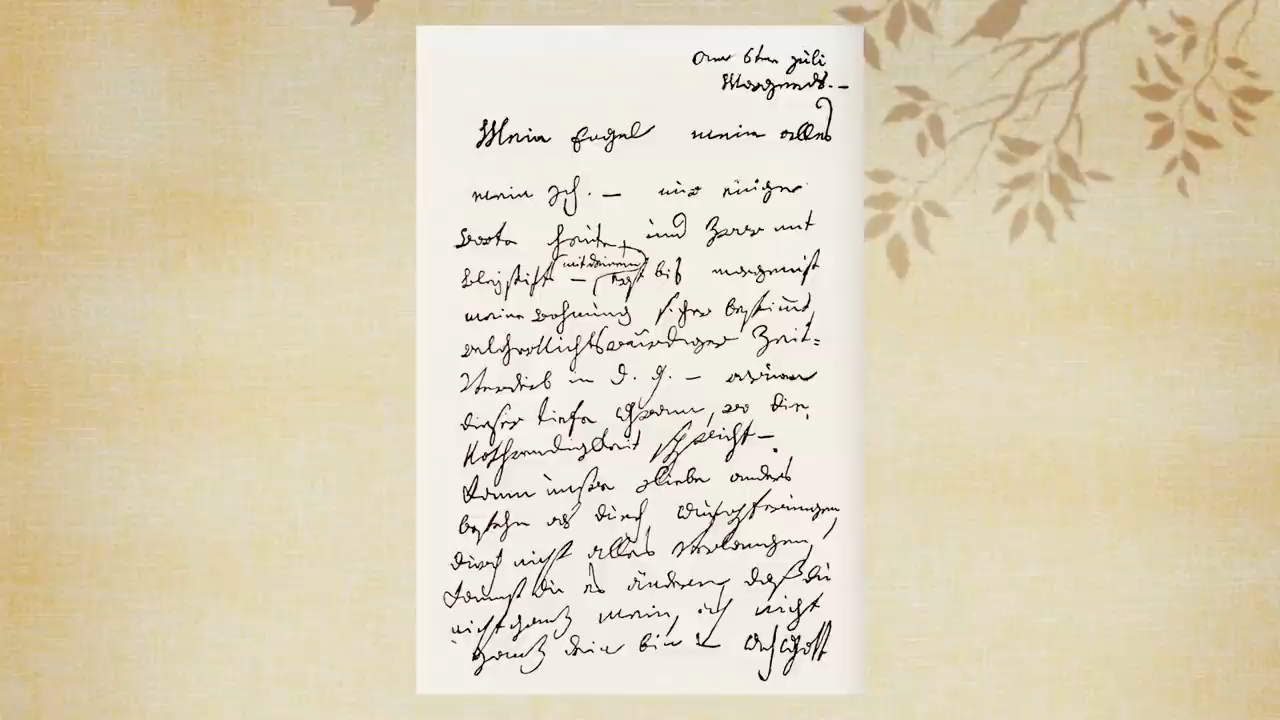 am 6ten juli
Morgends. –
Mein Engel mein alles
mein Ich. – nur einige
worte heute, und zwar mit
Bleystift – (mit deinem) erst bis morgen ist
meine wohnung sicher bestimmt,
welcher Nichtswürdiger Zeit=
Verderb in d. g. – warum
dieser tiefe Gram, wo die
Nothwendigkeit spricht –
Kann unsre Liebe anders
bestehn als durch Aufopferungen,
durch nicht alles verlangen,
kannst du es ändern, daß du
nicht ganz mein, ich nicht
ganz dein bin – Ach Gott